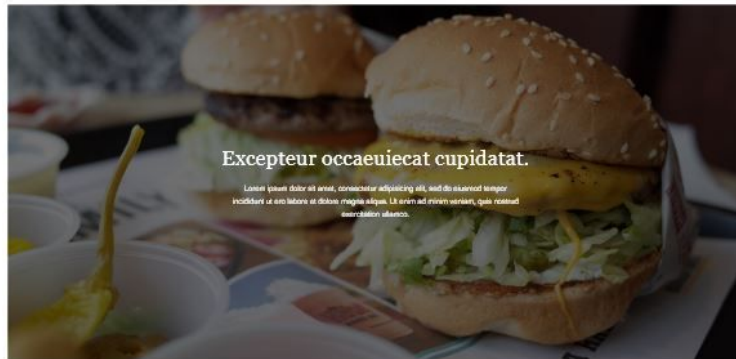 Excepteur occaeuiecat cupidatat.
Lorem ipsum dolor sit amet, consectetur adipisicing elit, sed do eiusmod tempor
incididunt ut ero labore et dolore magna aliqua. Ut enim ad minim veniam, quis nostrud
exercitation ullamco.